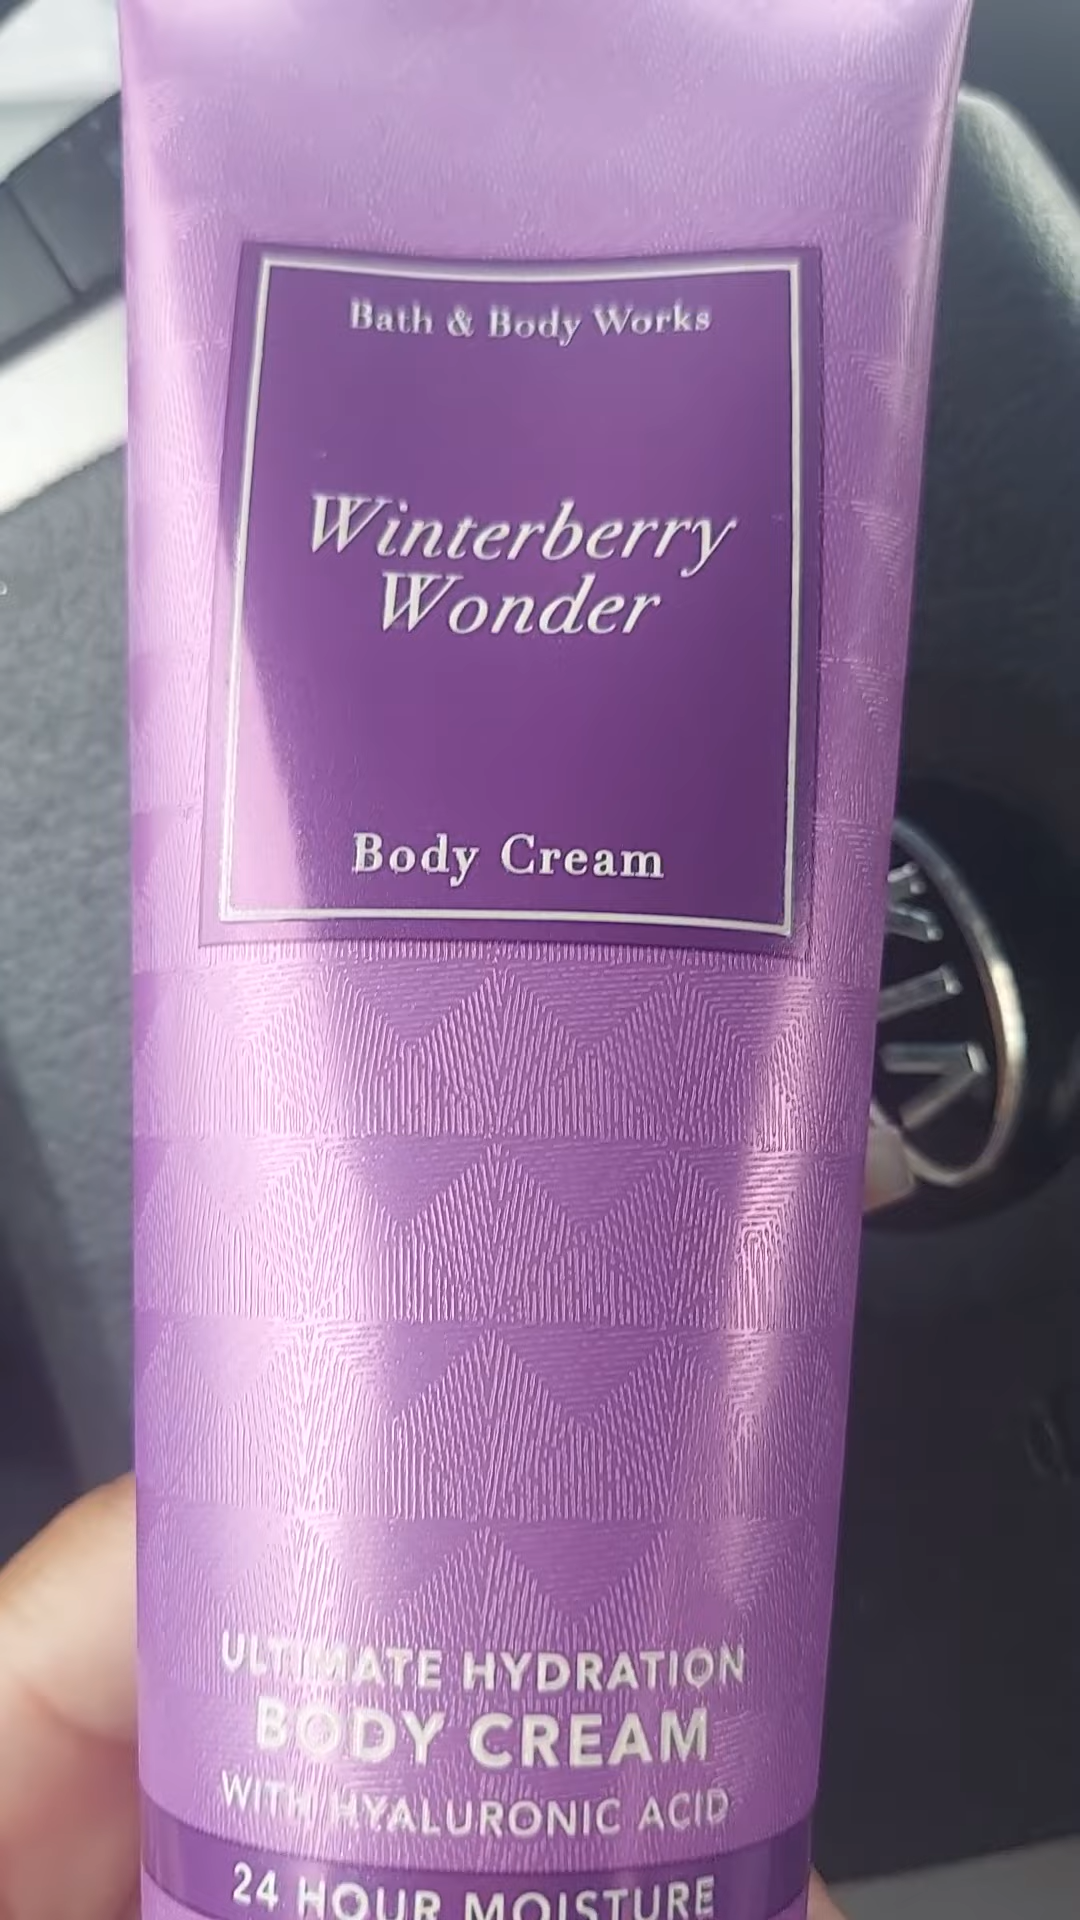 Bath & Body Works
Winterberry
Wonder
Body Cream
ULTIMATE HYDRATION
BODY CREAM
WITH HYALURONIC ACID
24 HOUR MOISTURE